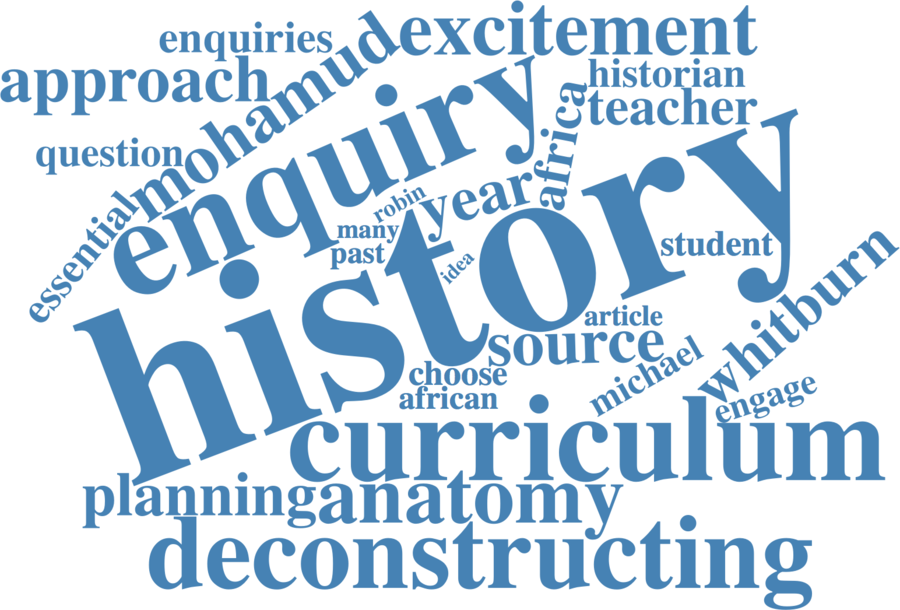 enquiries
excitement
approach
mohamud
historian
teacher
africa
question
enquiry
essential
robin
year
many
past
idea
history
student
whitburn
article
source
michael
choose
engage
african
curriculum
planning
anatomy
deconstructing